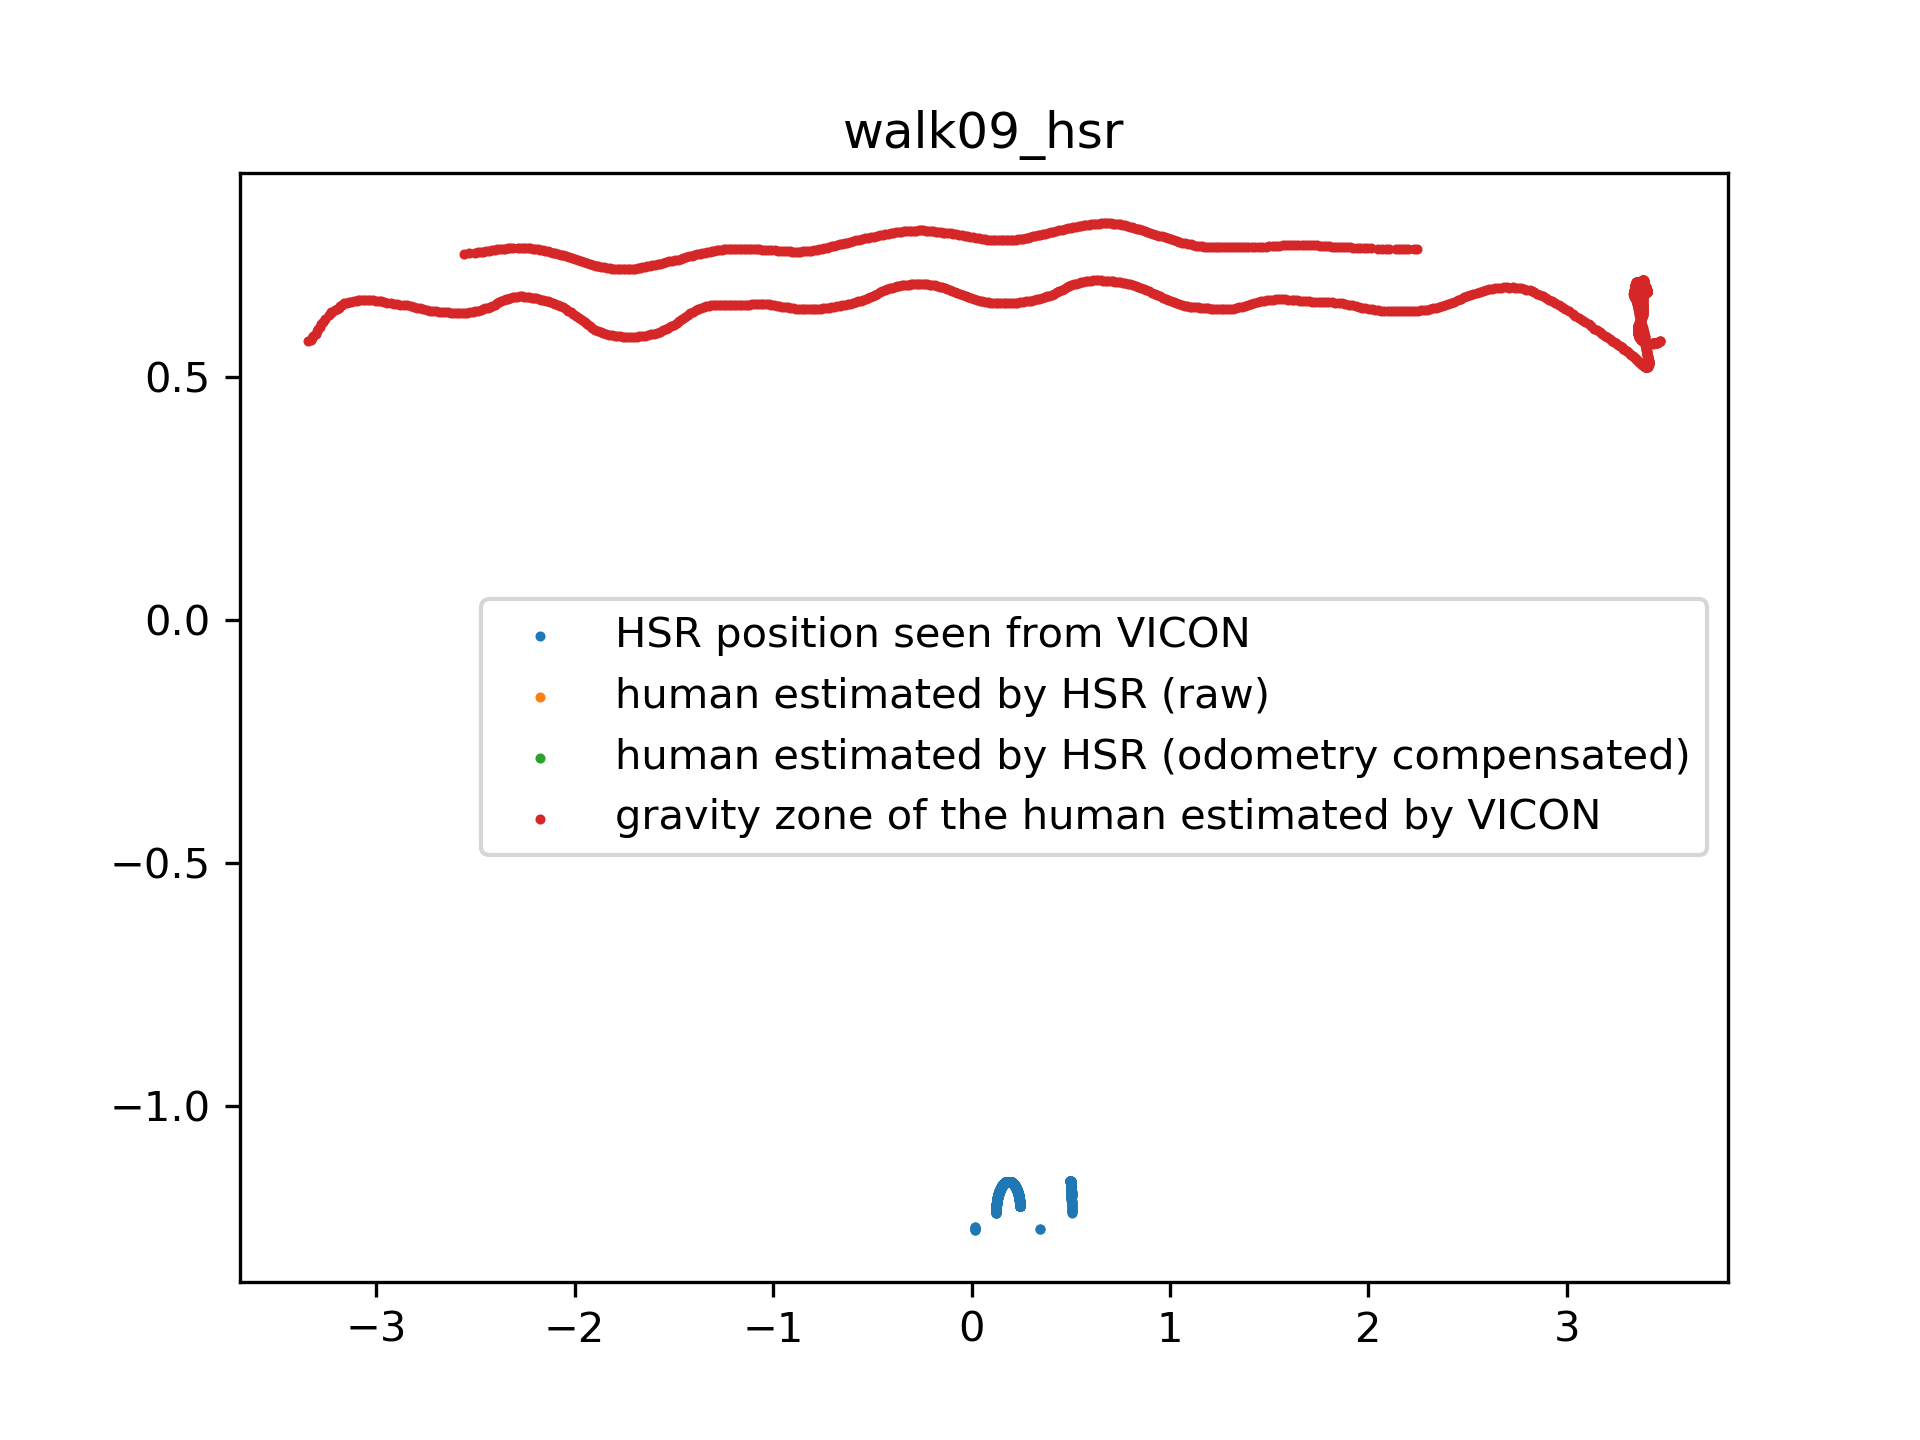 walk09_hsr
0.5
0.0
−0.5
−1.0
HSR position seen from VICON
human estimated by HSR (raw)
human estimated by HSR (odometry compensated)
gravity zone of the human estimated by VICON
−3 −2 −1 0 1 2 3